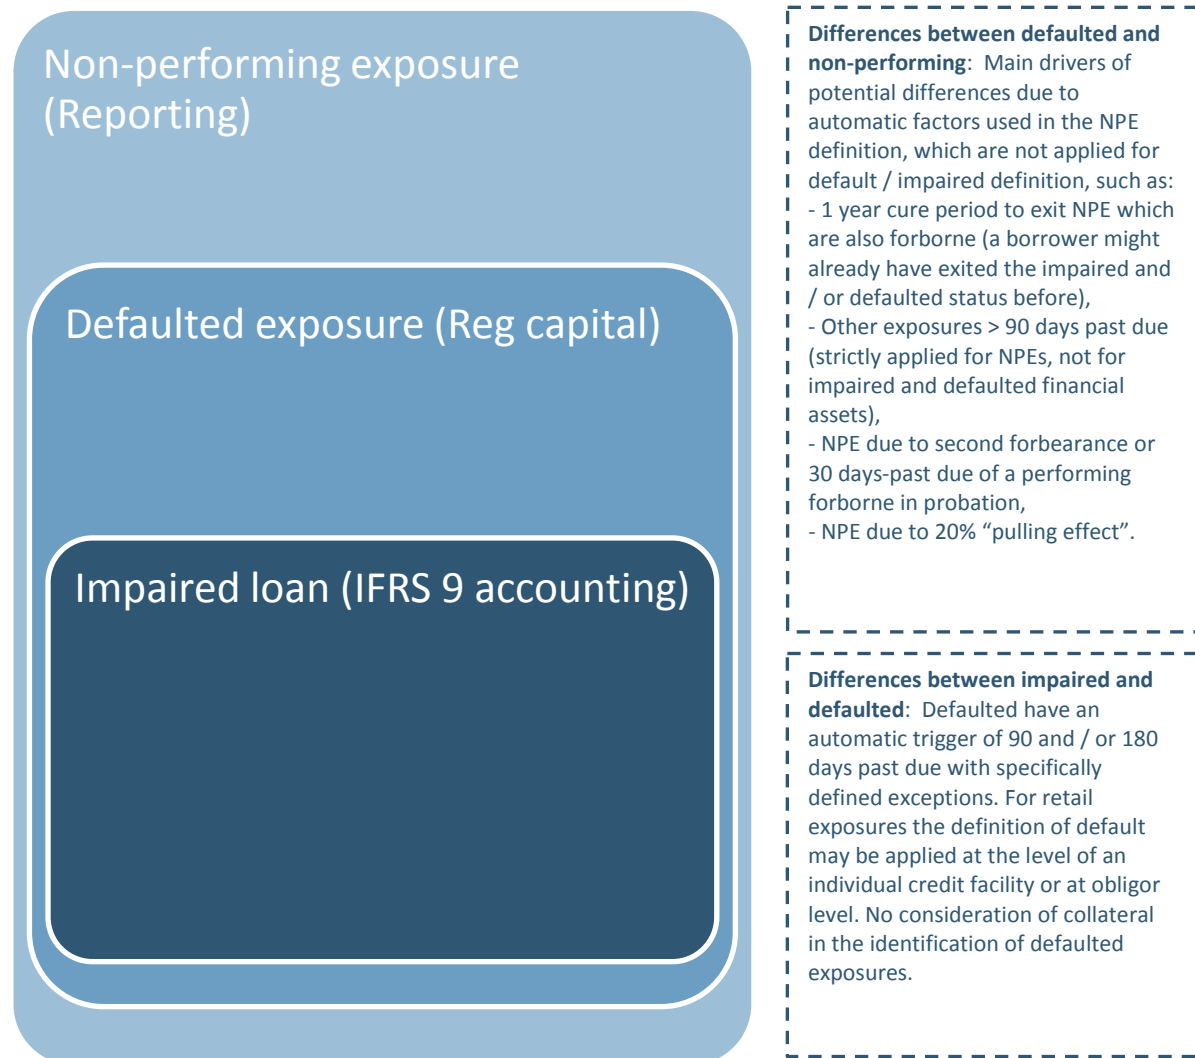 Non-performing exposure
(Reporting)
Defaulted exposure (Reg capital)
Impaired loan (IFRS 9 accounting)
Differences between defaulted and
non-performing:  Main drivers of
potential differences due to
automatic factors used in the NPE
definition, which are not applied for
default / impaired definition, such as:
- 1 year cure period to exit NPE which
are also forborne (a borrower might
already have exited the impaired and
/ or defaulted status before),
- Other exposures > 90 days past due
(strictly applied for NPEs, not for
impaired and defaulted financial
assets),
- NPE due to second forbearance or
30 days-past due of a performing
forborne in probation,
- NPE due to 20% “pulling effect”.
Differences between impaired and
defaulted:  Defaulted have an
automatic trigger of 90 and / or 180
days past due with specifically
defined exceptions. For retail
exposures the definition of default
may be applied at the level of an
individual credit facility or at obligor
level. No consideration of collateral
in the identification of defaulted
exposures.